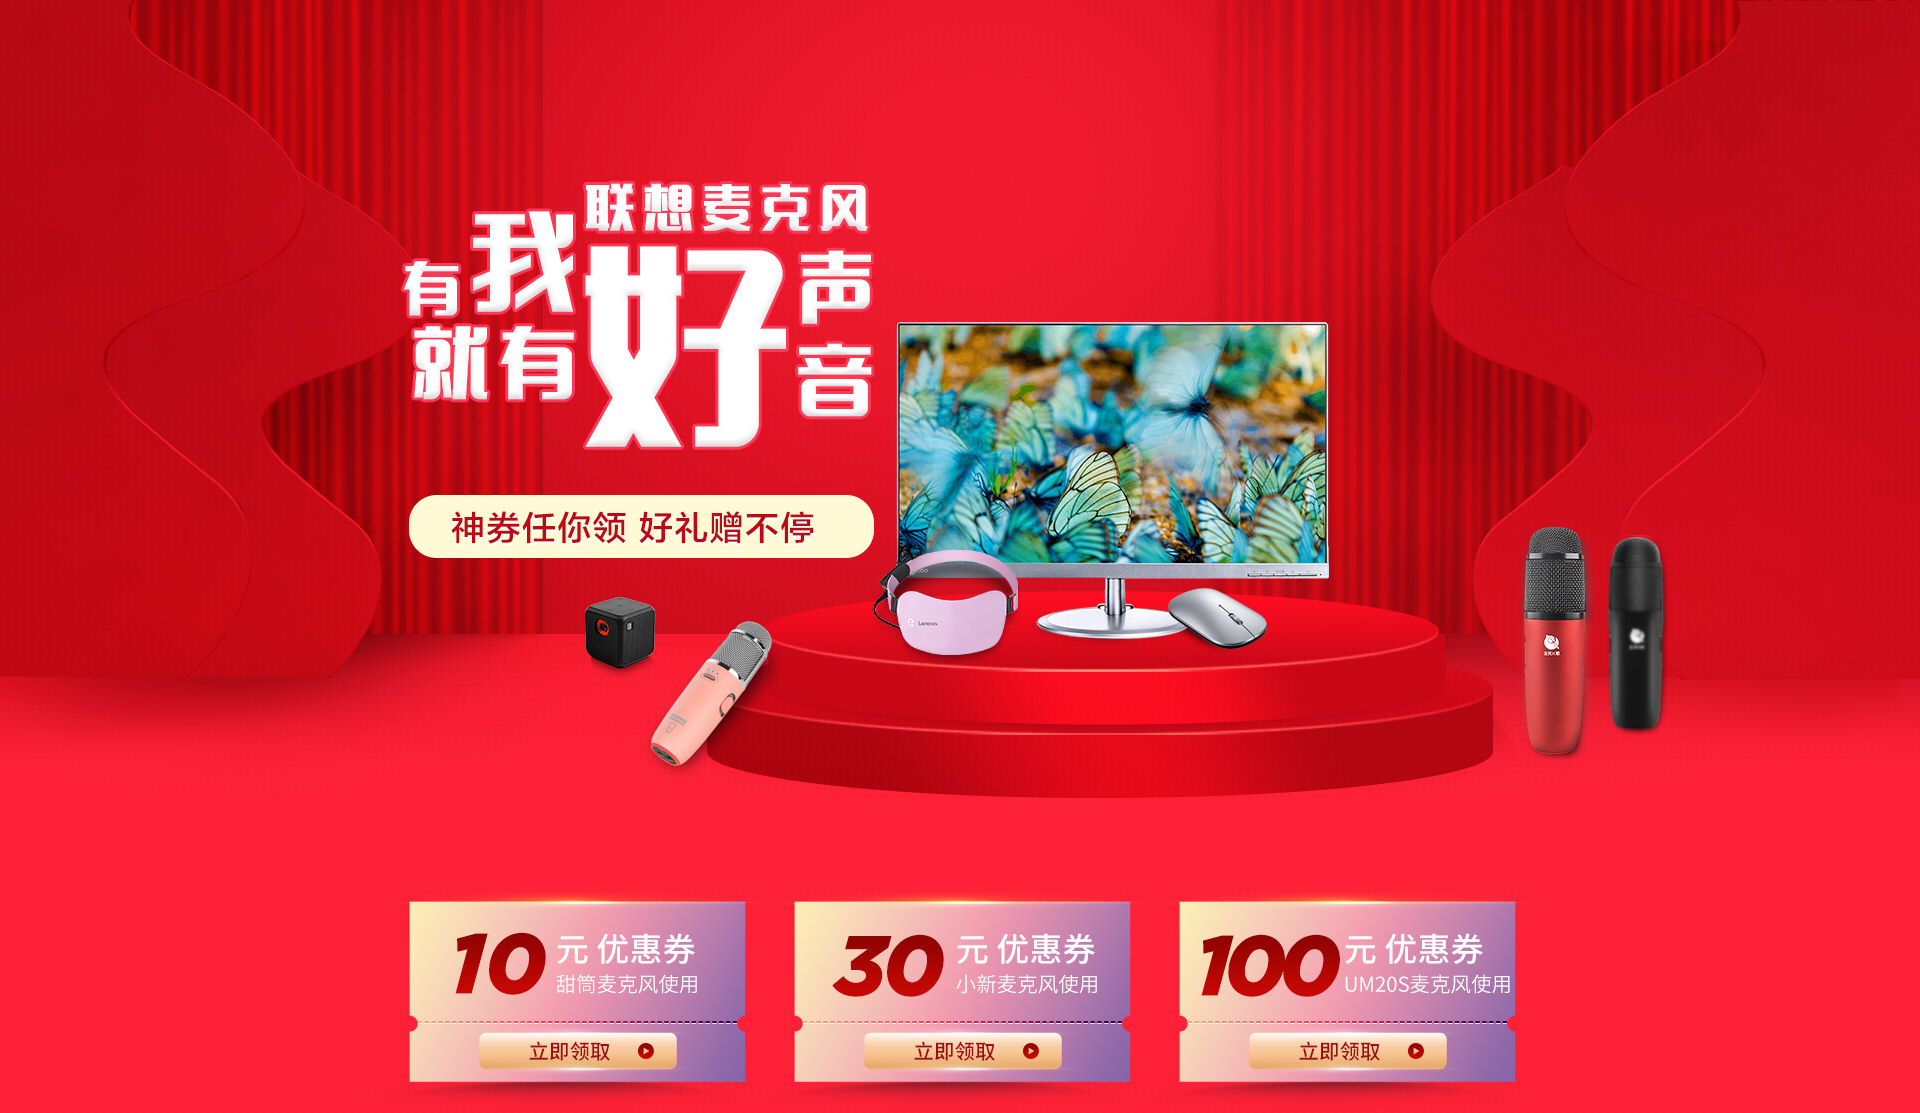 联想麦克风
有我
就有好声音
神券任你领 好礼赠不停
Lenovo
10元 优惠券
甜筒麦克风使用
立即领取
30元 优惠券
小新麦克风使用
立即领取
100元 优惠券
UM20S麦克风使用
立即领取